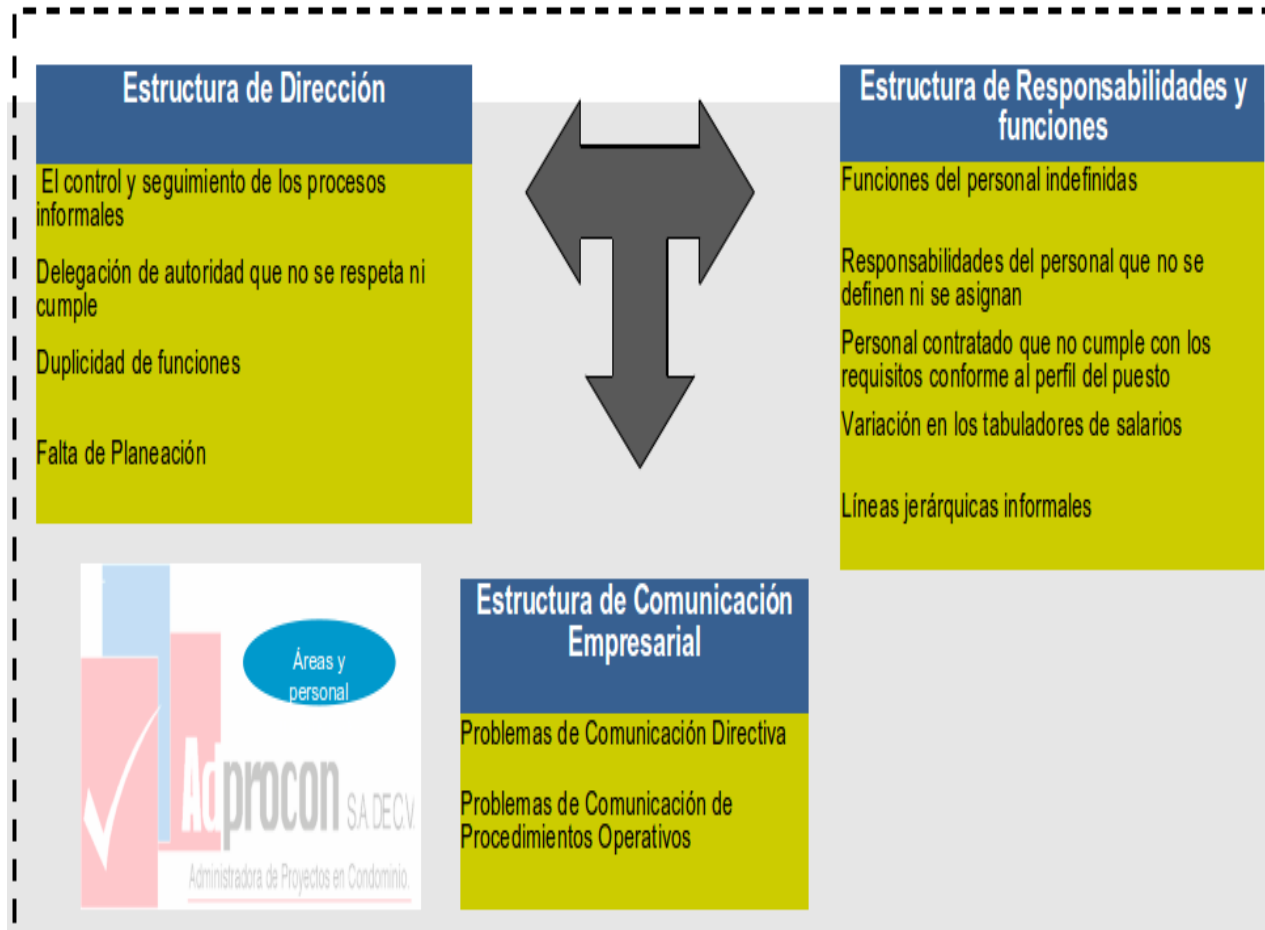 Estructura de Dirección
El control y seguimiento de los procesos
informales
Delegación de autoridad que no se respeta ni
cumple
Duplicidad de funciones
Falta de Planeación
Estructura de Responsabilidades y
funciones
Funciones del personal indefinidas
Responsabilidades del personal que no se
definen ni se asignan
Personal contratado que no cumple con los
requisitos conforme al perfil del puesto
Variación en los tabuladores de salarios
Líneas jerárquicas informales
Áreas y
personal
Adprocon S.A. DE C.V.
Administradora de Proyectos en Condominio.
Estructura de Comunicación
Empresarial
Problemas de Comunicación Directiva
Problemas de Comunicación de
Procedimientos Operativos